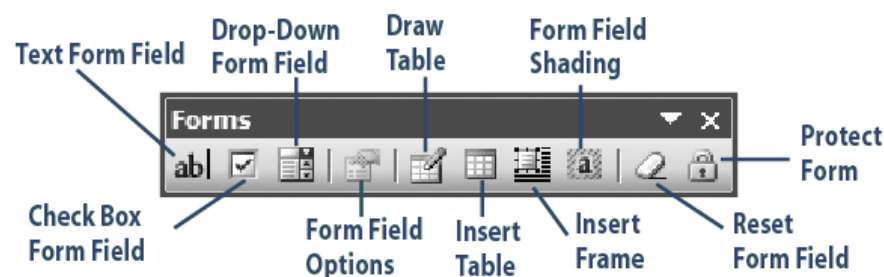 Text Form Field
Drop-Down
Form Field
Draw
Table
Form Field
Shading
Forms
ab
a
Protect
Form
Check Box
Form Field
Form Field
Options
Insert
Table
Insert
Frame
Reset
Form Field